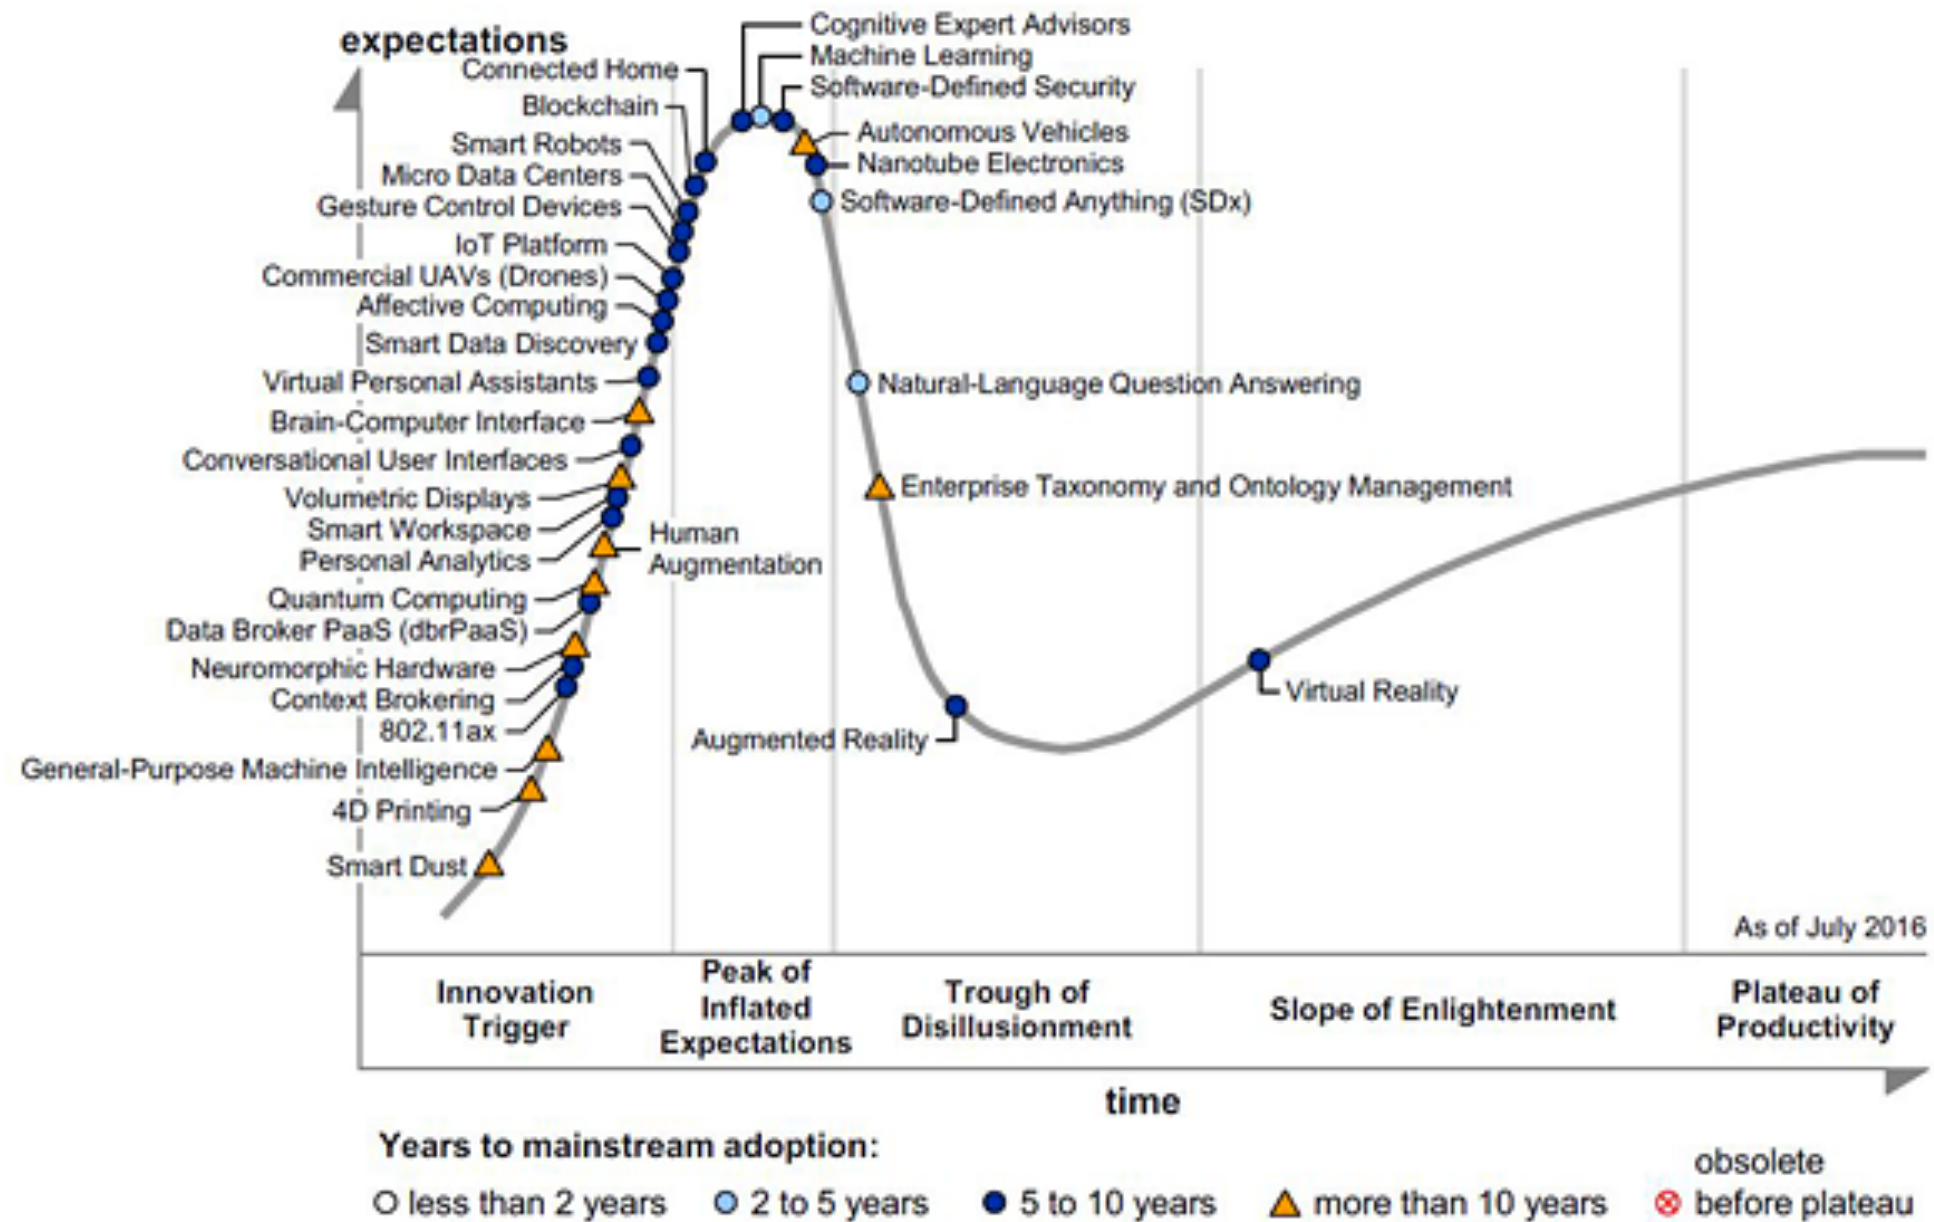 expectations
Cognitive Expert Advisors
Machine Learning
Connected Home
Software-Defined Security
Blockchain
Autonomous Vehicles
Smart Robots
Nanotube Electronics
Micro Data Centers
Software-Defined Anything (SDx)
Gesture Control Devices
IoT Platform
Commercial UAVs (Drones)
Affective Computing
Smart Data Discovery
Virtual Personal Assistants
Natural-Language Question Answering
Brain-Computer Interface
Conversational User Interfaces
Enterprise Taxonomy and Ontology Management
Volumetric Displays
Smart Workspace
Human
Augmentation
Personal Analytics
Quantum Computing
Data Broker PaaS (dbrPaaS)
Neuromorphic Hardware
Context Brokering
Virtual Reality
802.11ax
Augmented Reality
General-Purpose Machine Intelligence
4D Printing
Smart Dust
As of July 2016
Innovation
Trigger
Peak of
Inflated
Expectations
Trough of
Disillusionment
Slope of Enlightenment
Plateau of
Productivity
time
Years to mainstream adoption:
less than 2 years
2 to 5 years
5 to 10 years
more than 10 years
obsolete
before plateau